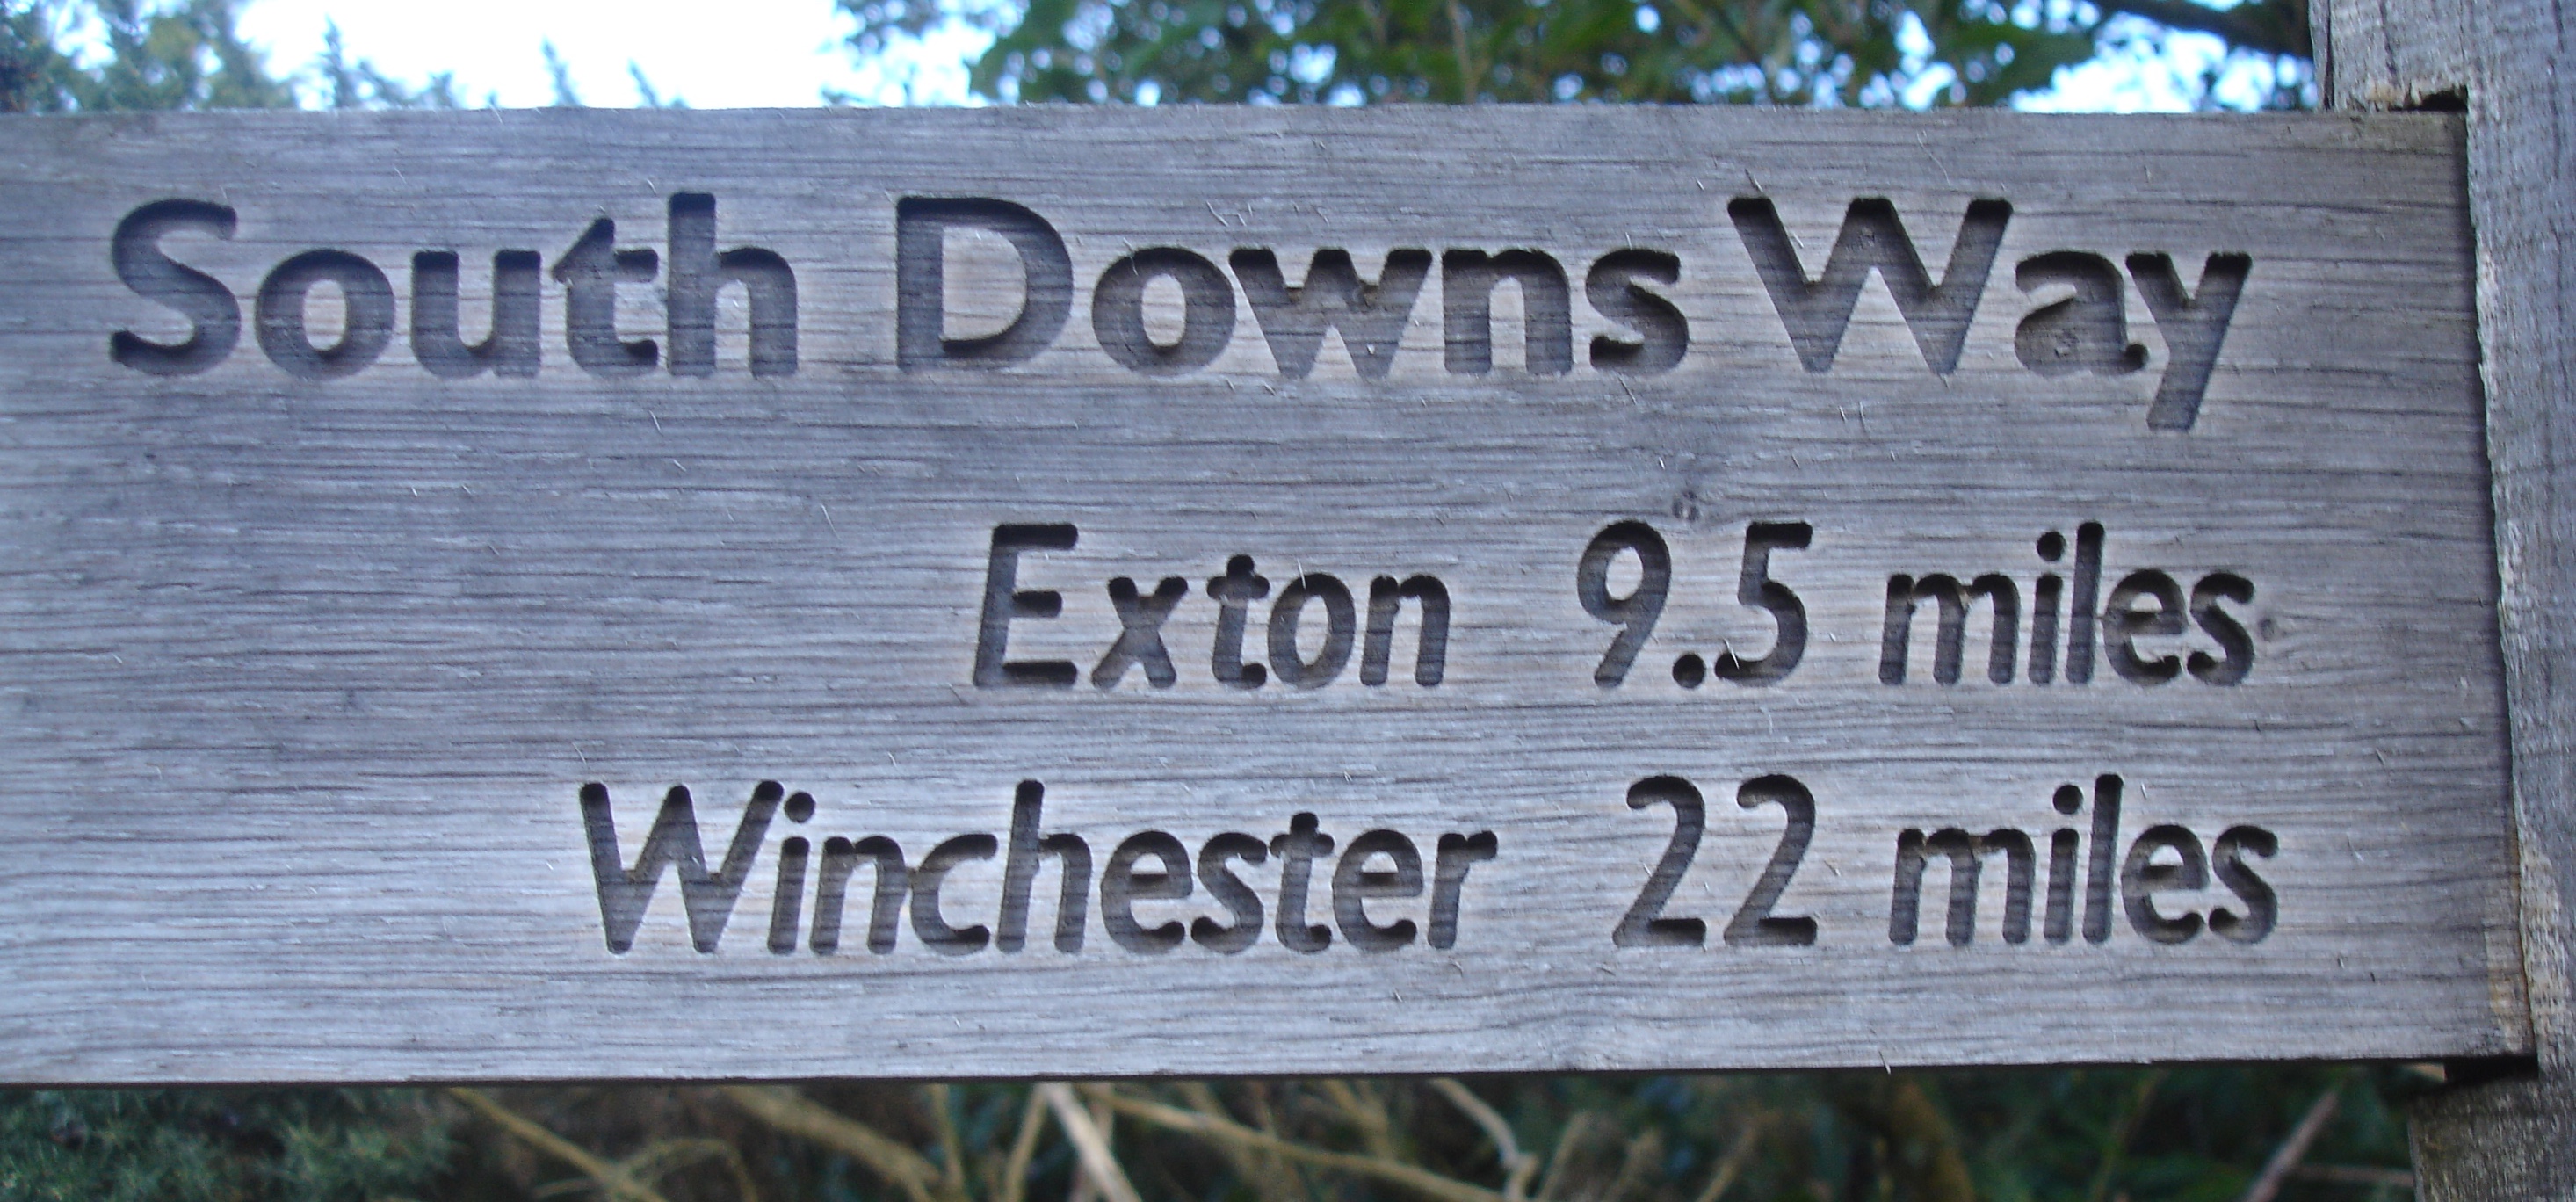 South Downs Way
Exton 9.5 miles
Winchester 22 miles